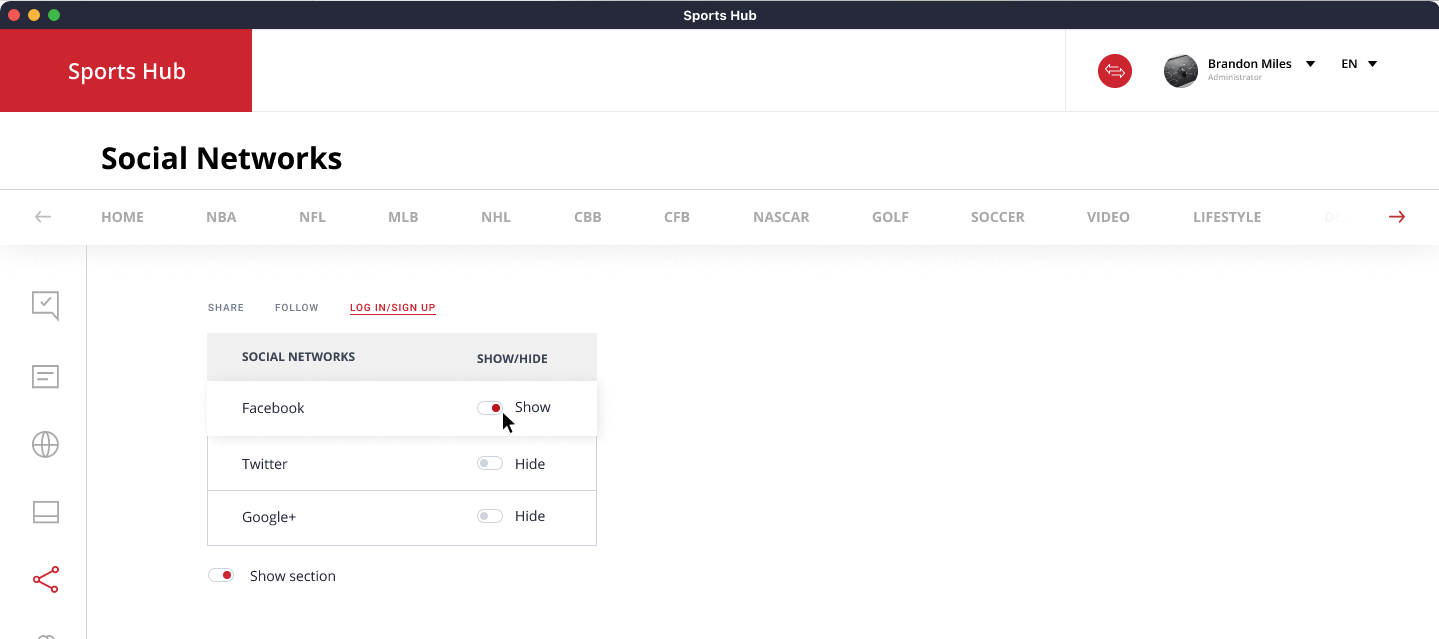 Sports Hub
Sports Hub
Brandon Miles
Administrator
EN
Social Networks
HOME NBA NFL MLB NHL CBB CFB NASCAR GOLF SOCCER VIDEO LIFESTYLE
SHARE FOLLOW LOG IN/SIGN UP
SOCIAL NETWORKS SHOW/HIDE
Facebook Show
Twitter Hide
Google+ Hide
Show section